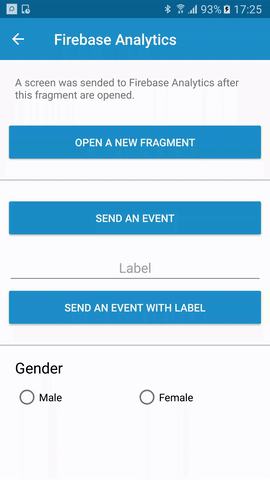 93% 17:25
Firebase Analytics
A screen was sended to Firebase Analytics after
this fragment are opened.
OPEN A NEW FRAGMENT
SEND AN EVENT
Label
SEND AN EVENT WITH LABEL
Gender
Male Female